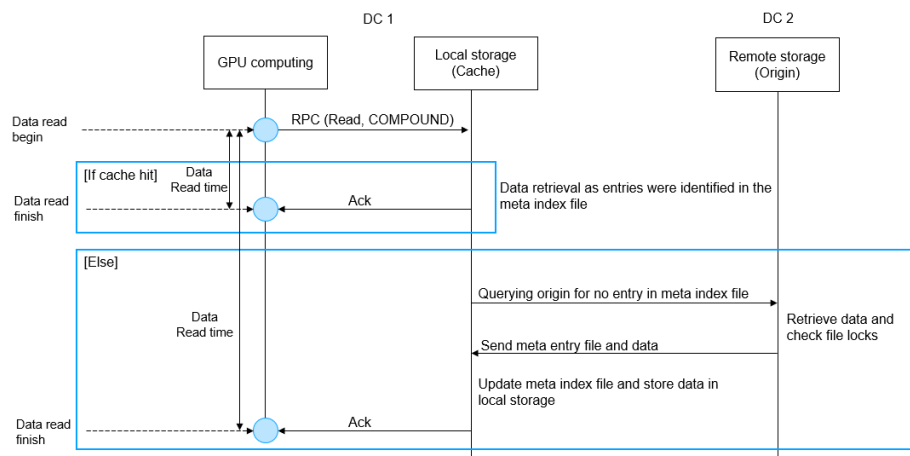 DC 1
DC 2
GPU computing
Local storage
(Cache)
Remote storage
(Origin)
Data read
begin
RPC (Read, COMPOUND)
[If cache hit]
Data
Read time
Data retrieval as entries were identified in the
meta index file
Data read
finish
Ack
[Else]
Querying origin for no entry in meta index file
Data
Read time
Retrieve data and
check file locks
Send meta entry file and data
Update meta index file and store data in
local storage
Data read
finish
Ack